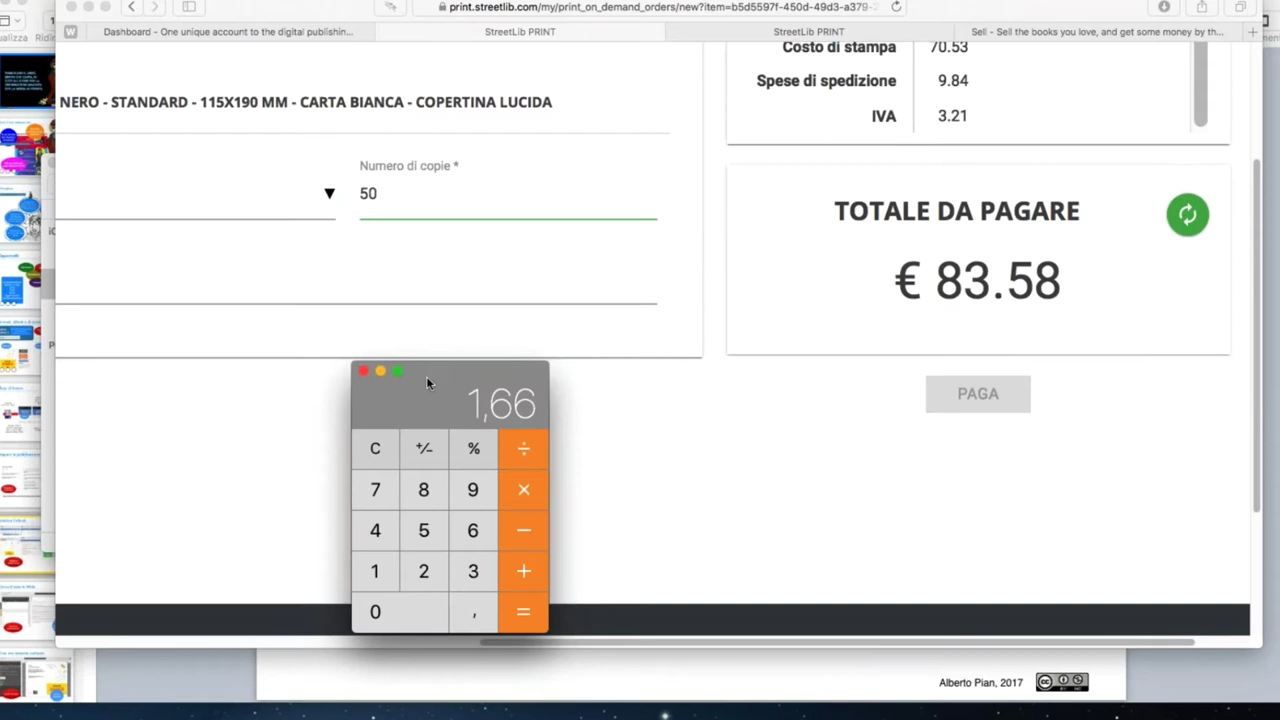 print.streetlib.com/my/print_on_demand_orders/new?item=b5d5597f-450d-49d3-a379-
Dashboard - One unique account to the digital publishin...
StreetLib PRINT
StreetLib PRINT
Sell - Sell the books you love, and get some money by th...
Costo di stampa 70.53
Spese di spedizione 9.84
IVA 3.21
NERO - STANDARD - 115X190 MM - CARTA BIANCA - COPERTINA LUCIDA
Numero di copie *
50
TOTALE DA PAGARE
€ 83.58
PAGA
1,66
C +/− % ÷
7 8 9 ×
4 5 6 −
1 2 3 +
0 , =
Alberto Pian, 2017